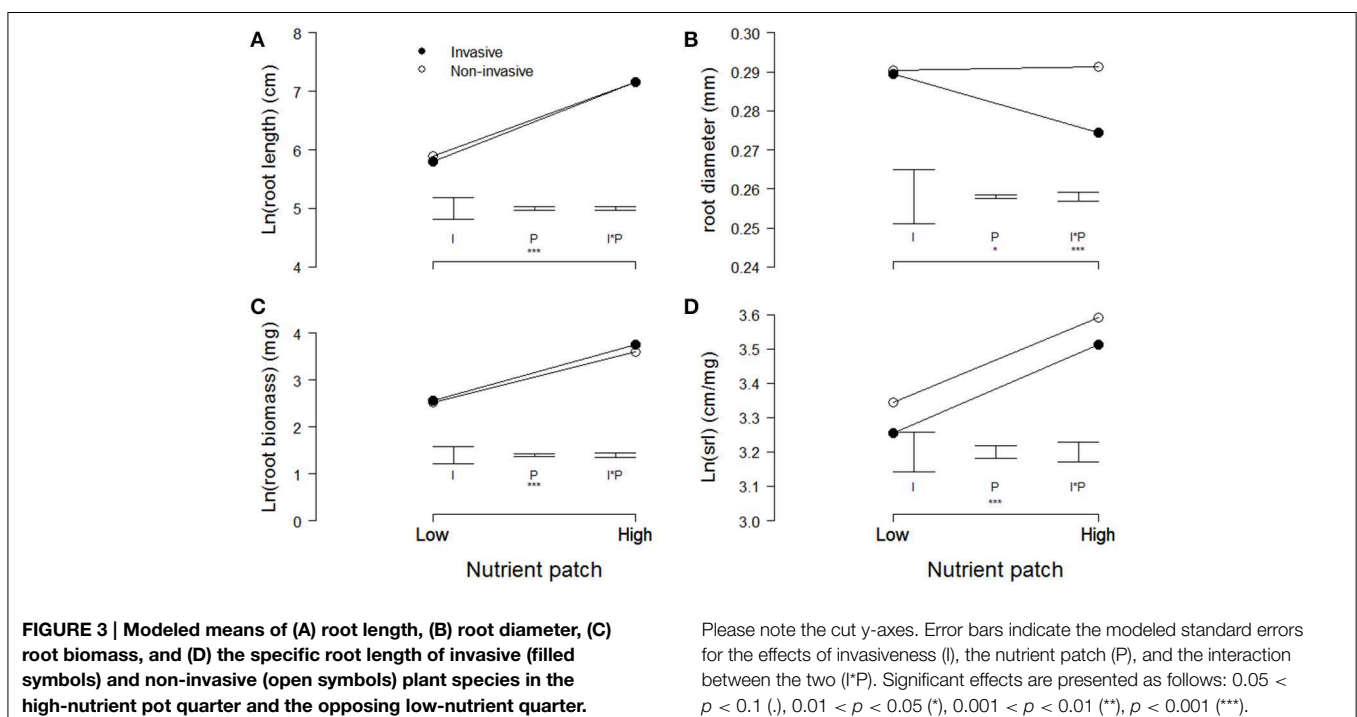 A
8
7
6
5
4
Ln(root length) (cm)
Invasive
Non-invasive
I
P
I*P
***
B
0.30
0.29
0.28
0.27
0.26
0.25
0.24
root diameter (mm)
I
P
I*P
*
***
C
4
3
2
1
0
Ln(root biomass) (mg)
I
P
I*P
***
Low
High
Nutrient patch
D
3.6
3.5
3.4
3.3
3.2
3.1
3.0
Ln(srl) (cm/mg)
I
P
I*P
***
Low
High
Nutrient patch
FIGURE 3 | Modeled means of (A) root length, (B) root diameter, (C)
root biomass, and (D) the specific root length of invasive (filled
symbols) and non-invasive (open symbols) plant species in the
high-nutrient pot quarter and the opposing low-nutrient quarter.
Please note the cut y-axes. Error bars indicate the modeled standard errors
for the effects of invasiveness (I), the nutrient patch (P), and the interaction
between the two (I*P). Significant effects are presented as follows: 0.05 <
p < 0.1 (.), 0.01 < p < 0.05 (*), 0.001 < p < 0.01 (**), p < 0.001 (***).